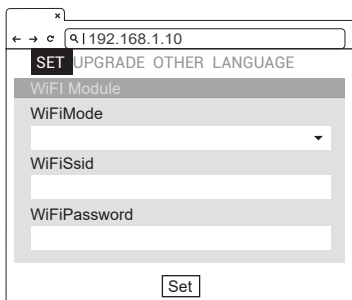 192.168.1.10
SET UPGRADE OTHER LANGUAGE
WiFI Module
WiFiMode
WiFiSsid
WiFiPassword
Set